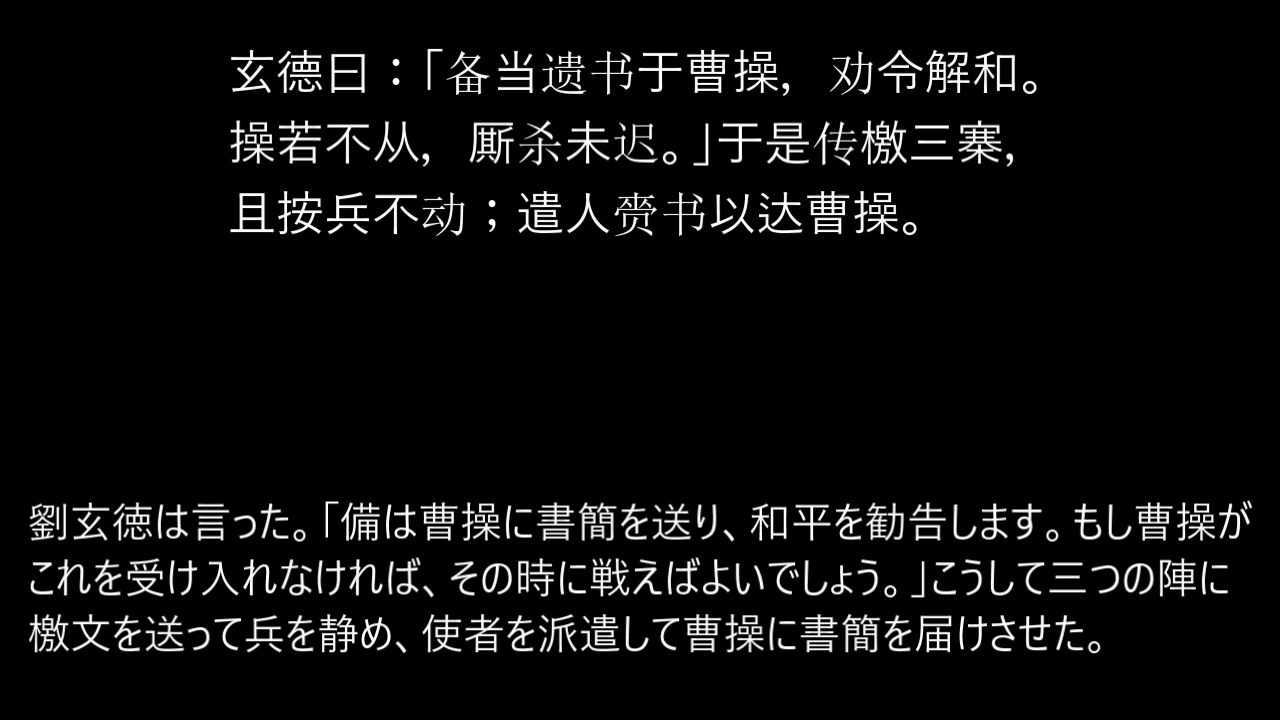 玄德曰：「备当遗书于曹操，劝令解和。
操若不从，厮杀未迟。」于是传檄三寨，
且按兵不动；遣人赍书以达曹操。
劉玄徳は言った。「備は曹操に書簡を送り、和平を勧告します。もし曹操が
これを受け入れなければ、その時に戦えばよいでしょう。」こうして三つの陣に
檄文を送って兵を静め、使者を派遣して曹操に書簡を届けさせた。